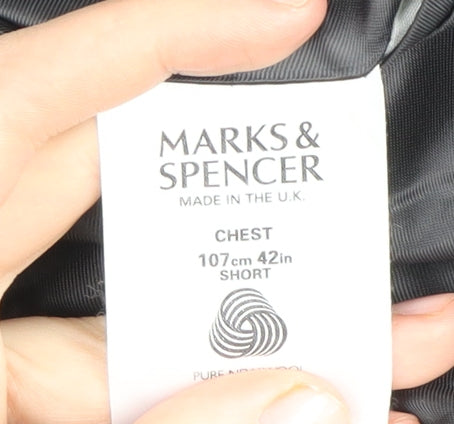 MARKS &
SPENCER
MADE IN THE U.K.
CHEST
107cm 42in
SHORT
PURE